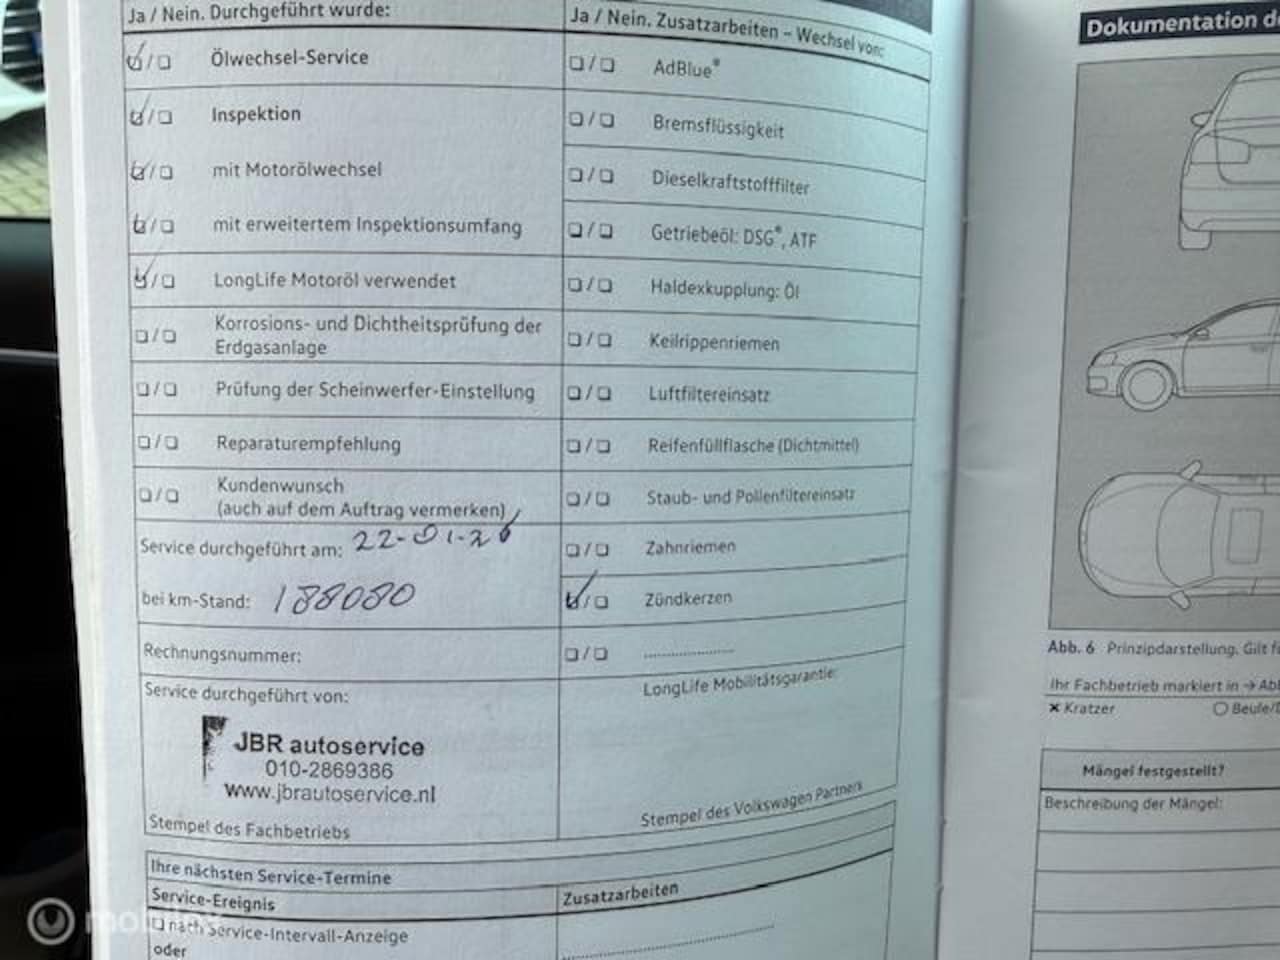 Ja / Nein. Durchgeführt wurde:
Ölwechsel-Service
Inspektion
mit Motorölwechsel
mit erweitertem Inspektionsumfang
LongLife Motoröl verwendet
Korrosions- und Dichtheitsprüfung der
Erdgasanlage
Prüfung der Scheinwerfer-Einstellung
Reparaturempfehlung
Kundenwunsch
(auch auf dem Auftrag vermerken)
Service durchgeführt am: 22-01-26
bei km-Stand: 188080
Rechnungsnummer:
Service durchgeführt von:
JBR autoservice
010-2869386
www.jbrautoservice.nl
Stempel des Fachbetriebs
Ja / Nein. Zusatzarbeiten – Wechsel von:
AdBlue®
Bremsflüssigkeit
Dieselkraftstofffilter
Getriebeöl: DSG®, ATF
Haldexkupplung: Öl
Keilrippenriemen
Luftfiltereinsatz
Reifenfüllflasche (Dichtmittel)
Staub- und Pollenfiltereinsatz
Zahnriemen
Zündkerzen
LongLife Mobilitätsgarantie:
Stempel des Volkswagen Partners
Ihre nächsten Service-Termine
Service-Ereignis
Zusatzarbeiten
nach Service-Intervall-Anzeige
oder
Dokumentation
Abb. 6 Prinzipdarstellung. Gilt
Ihr Fachbetrieb markiert in →
× Kratzer
Beule/
Mängel festgestellt?
Beschreibung der Mängel: